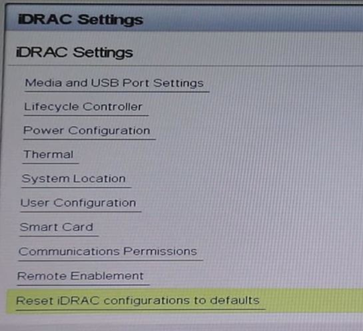 iDRAC Settings
iDRAC Settings
Media and USB Port Settings
Lifecycle Controller
Power Configuration
Thermal
System Location
User Configuration
Smart Card
Communications Permissions
Remote Enablement
Reset iDRAC configurations to defaults